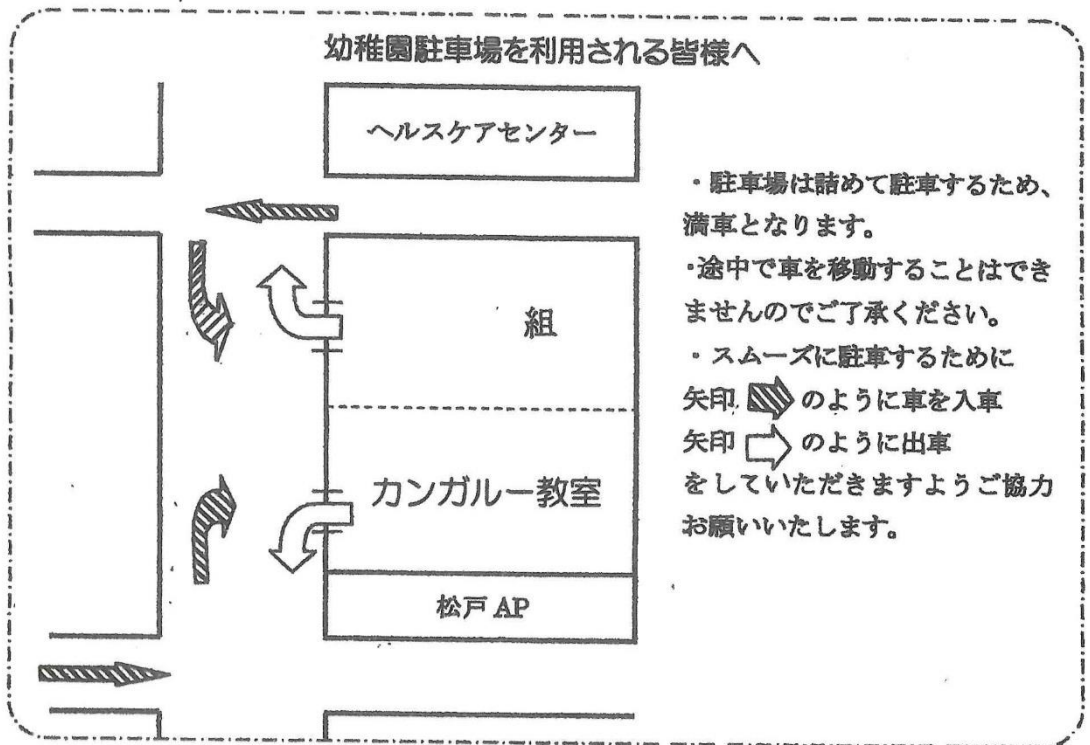 幼稚園駐車場を利用される皆様へ
ヘルスケアセンター
組
カンガルー教室
松戸 AP
・駐車場は詰めて駐車するため、
満車となります。
・途中で車を移動することはでき
ませんのでご了承ください。
・スムーズに駐車するために
矢印 のように車を入車
矢印 のように出車
をしていただきますようご協力
お願いいたします。